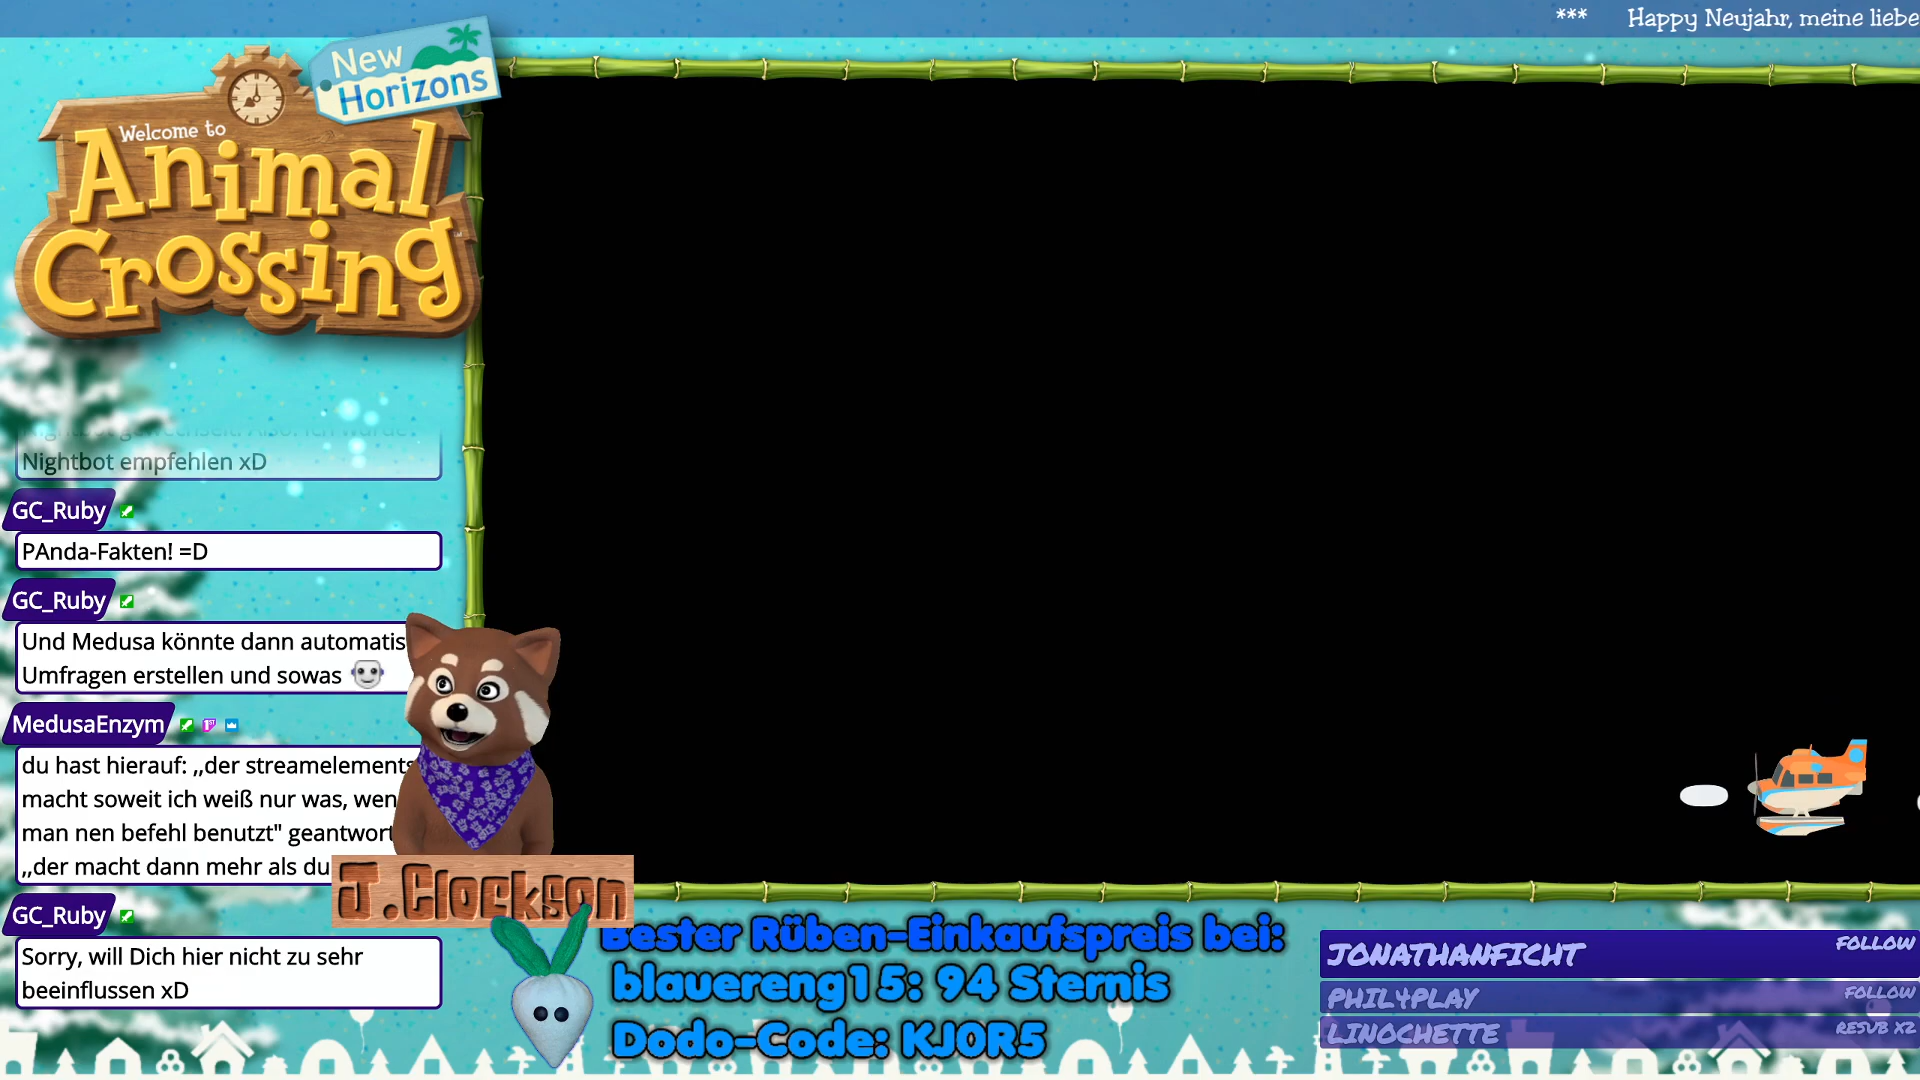 *** Happy Neujahr, meine liebe
New
Horizons
Welcome to
Animal
Crossing
Nightbot empfehlen xD
GC_Ruby
PAnda-Fakten! =D
GC_Ruby
Und Medusa könnte dann automatis
Umfragen erstellen und sowas
MedusaEnzym
du hast hierauf: ,,der streamelements
macht soweit ich weiß nur was, wen
man nen befehl benutzt" geantwort
,,der macht dann mehr als du
GC_Ruby
Sorry, will Dich hier nicht zu sehr
beeinflussen xD
J.Clockson
Bester Rüben-Einkaufspreis bei:
blauereng15: 94 Sternis
Dodo-Code: KJ0R5
JONATHANFICHT FOLLOW
PHIL4PLAY FOLLOW
LINOCHETTE RESUB X2